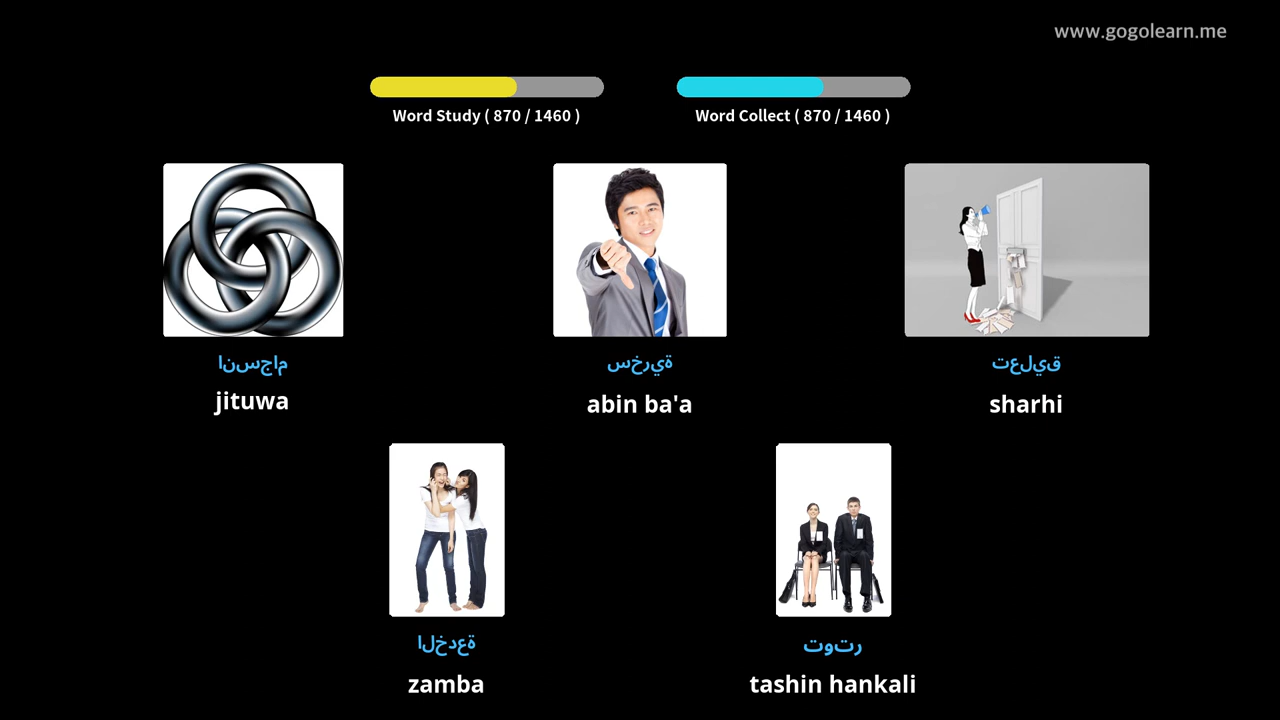 www.gogolearn.me
Word Study ( 870 / 1460 )
Word Collect ( 870 / 1460 )
انسجام
jituwa
سخرية
abin ba'a
تعليق
sharhi
الخدعة
zamba
توتر
tashin hankali